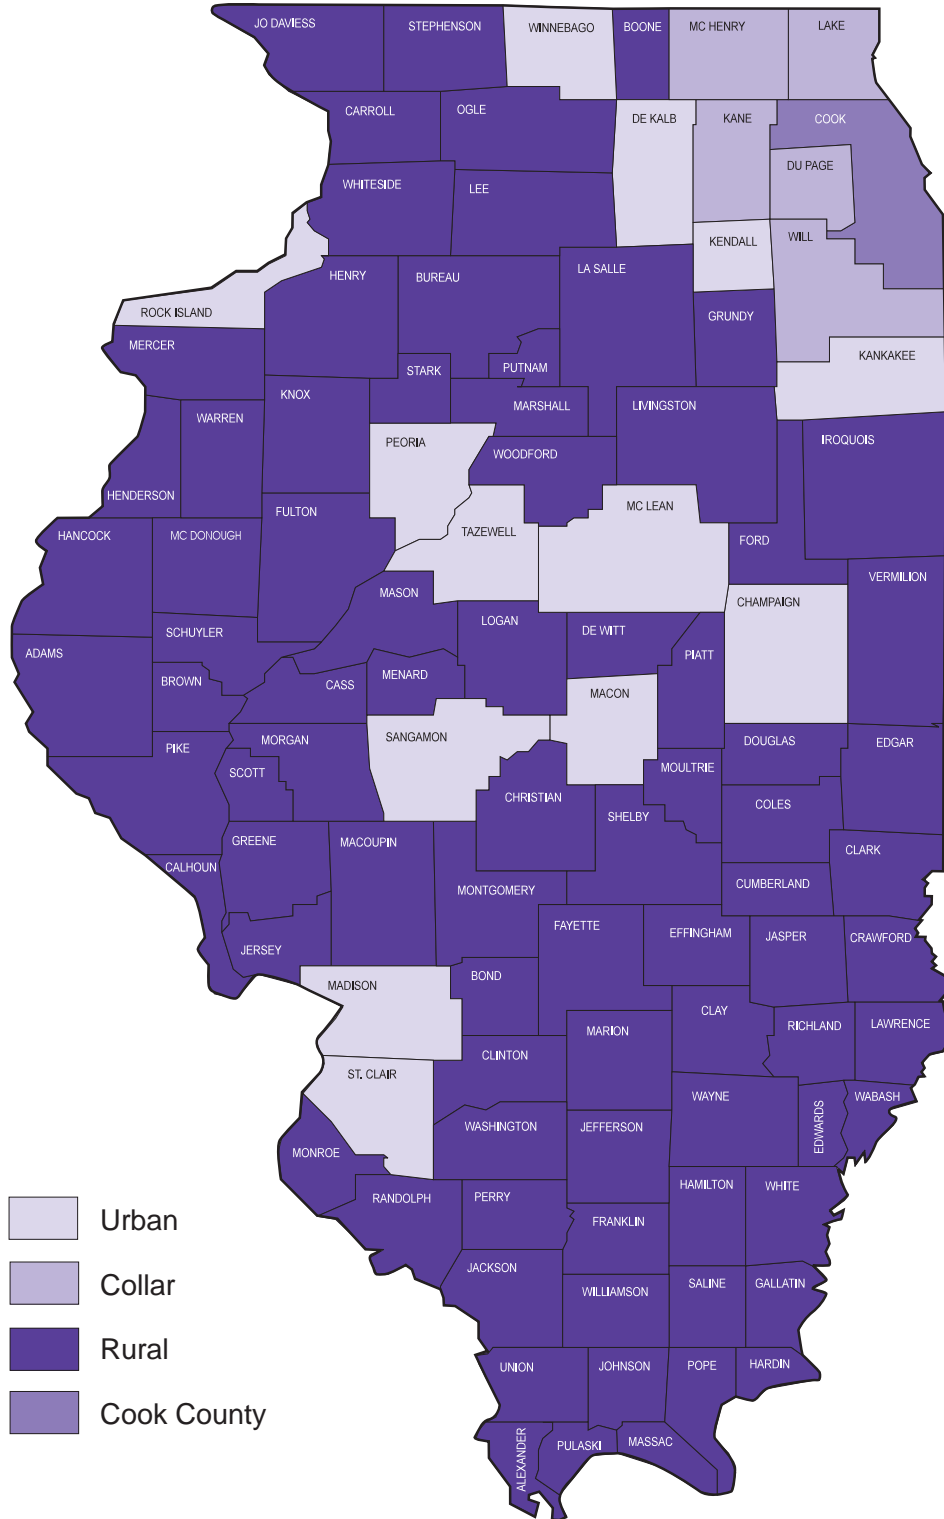 JO DAVIESS
STEPHENSON
WINNEBAGO
BOONE
MC HENRY
LAKE
CARROLL
OGLE
DE KALB
KANE
COOK
DU PAGE
WHITESIDE
LEE
KENDALL
WILL
ROCK ISLAND
HENRY
BUREAU
LA SALLE
GRUNDY
KANKAKEE
MERCER
STARK
PUTNAM
KNOX
WARREN
MARSHALL
LIVINGSTON
PEORIA
WOODFORD
IROQUOIS
HENDERSON
FULTON
TAZEWELL
MC LEAN
HANCOCK
MC DONOUGH
FORD
MASON
VERMILION
CHAMPAIGN
SCHUYLER
LOGAN
DE WITT
ADAMS
BROWN
CASS
MENARD
PIATT
MACON
PIKE
MORGAN
SANGAMON
DOUGLAS
EDGAR
SCOTT
CHRISTIAN
MOULTRIE
COLES
SHELBY
GREENE
MACOUPIN
CLARK
CALHOUN
MONTGOMERY
CUMBERLAND
FAYETTE
EFFINGHAM
JASPER
CRAWFORD
JERSEY
BOND
MADISON
CLAY
RICHLAND
LAWRENCE
MARION
CLINTON
ST. CLAIR
WAYNE
WABASH
EDWARDS
WASHINGTON
JEFFERSON
MONROE
RANDOLPH
PERRY
HAMILTON
WHITE
FRANKLIN
JACKSON
WILLIAMSON
SALINE
GALLATIN
UNION
JOHNSON
POPE
HARDIN
ALEXANDER
PULASKI
MASSAC
Urban
Collar
Rural
Cook County